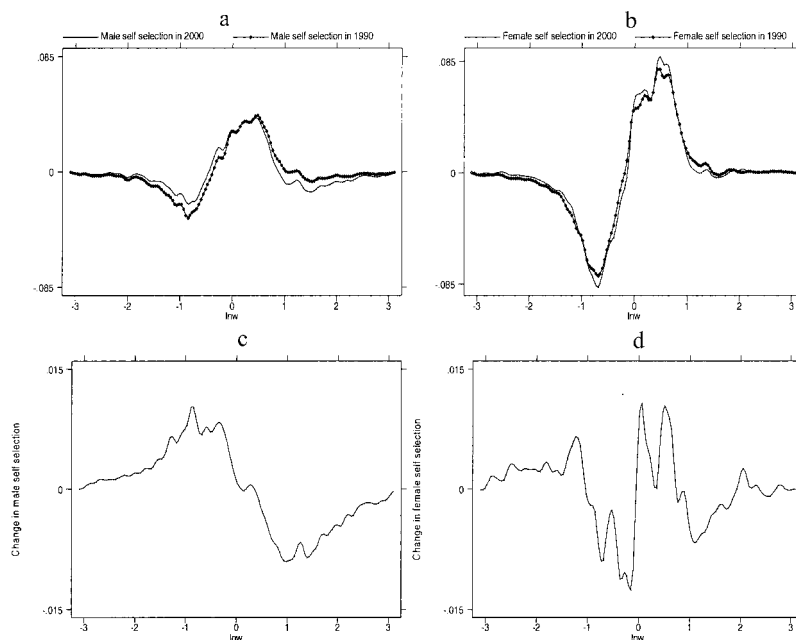 a
Male self selection in 2000
Male self selection in 1990
.085
0
-.085
-3 -2 -1 0 1 2 3
lnw
b
Female self selection in 2000
Female self selection in 1990
.085
0
-.085
-3 -2 -1 0 1 2 3
lnw
c
Change in male self selection
.015
0
-.015
-3 -2 -1 0 1 2 3
lnw
d
Change in female self selection
.015
0
-.015
-3 -2 -1 0 1 2 3
lnw